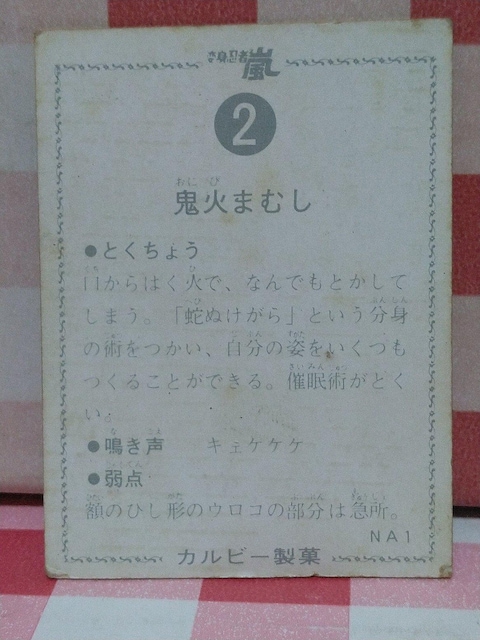 変身忍者嵐
2
鬼火まむし
●とくちょう
口からはく火で、なんでもとかして
しまう。「蛇ぬけがら」という分身
の術をつかい、自分の姿をいくつも
つくることができる。催眠術がとく
い。
●鳴き声 キェケケケ
●弱点
額のひし形のウロコの部分は急所。
NA1
カルビー製菓